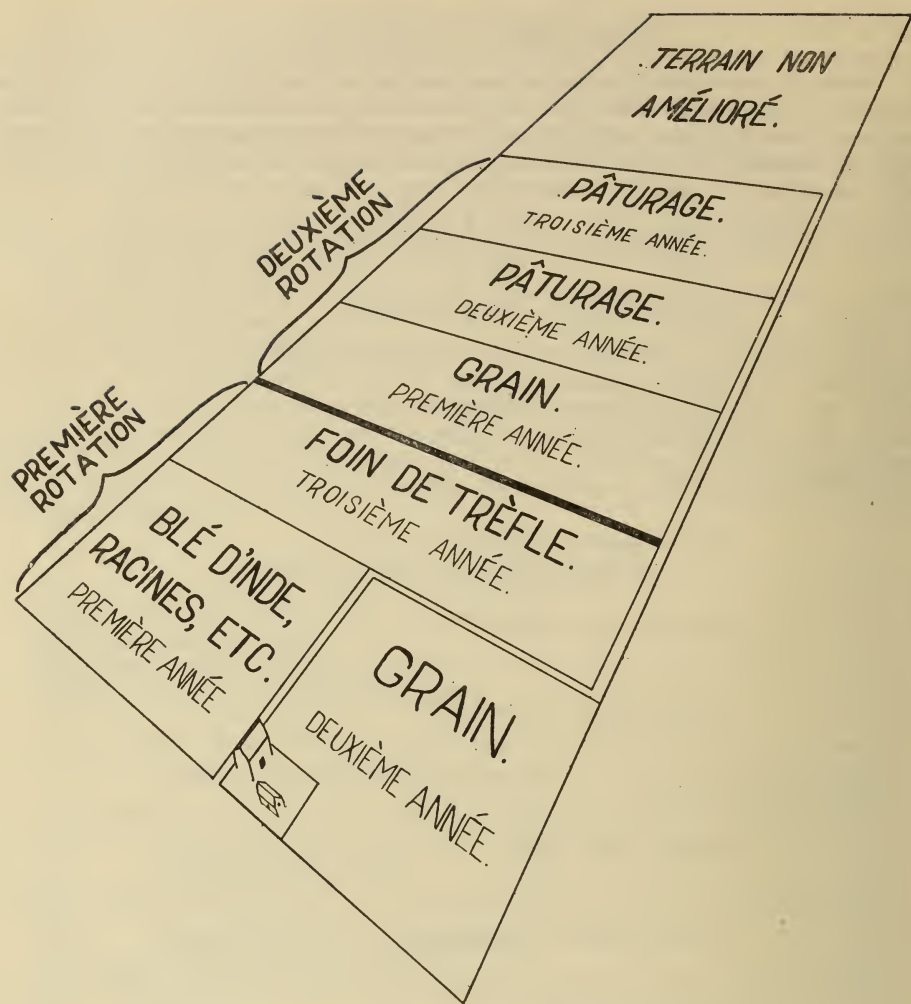 .TERRAIN NON
AMÉLIORÉ.
DEUXIÈME
ROTATION
PÂTURAGE.
TROISIÈME ANNÉE.
PÂTURAGE.
DEUXIÈME ANNÉE.
GRAIN.
PREMIÈRE ANNÉE.
PREMIÈRE
ROTATION
FOIN DE TRÈFLE.
TROISIÈME ANNÉE.
BLÉ D'INDE,
RACINES, ETC.
PREMIÈRE ANNÉE
GRAIN.
DEUXIÈME ANNÉE.